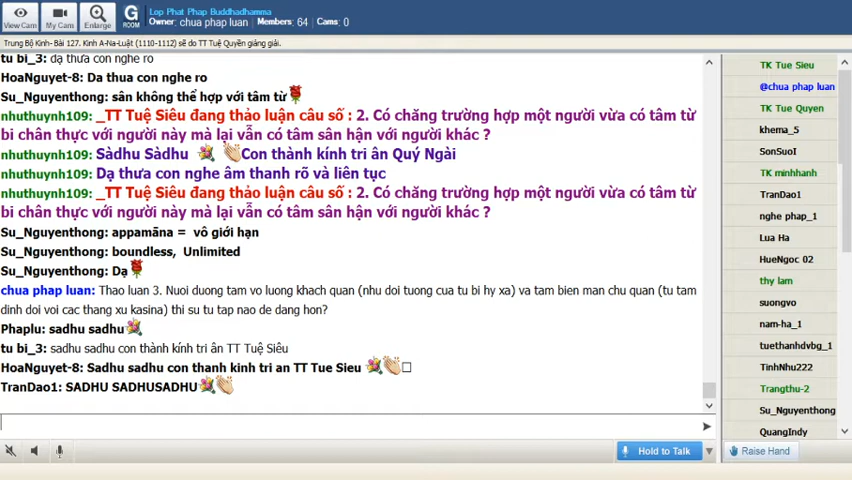 View Cam
My Cam
Enlarge
G
ROOM
Lop Phat Phap Buddhadhamma
Owner: chua phap luan Members: 64 Cams: 0
Trung Bộ Kinh- Bài 127. Kinh A-Na-Luật (1110-1112) sẽ do TT Tuệ Quyền giảng giải.
tu bi_3: dạ thưa con nghe ro
HoaNguyet-8: Da thua con nghe ro
Su_Nguyenthong: sân không thể hợp với tâm từ
nhuthuynh109: _TT Tuệ Siêu đang thảo luận câu số : 2. Có chăng trường hợp một người vừa có tâm từ
bi chân thực với người này mà lại vẫn có tâm sân hận với người khác ?
nhuthuynh109: Sàdhu Sàdhu Con thành kính tri ân Quý Ngài
nhuthuynh109: Dạ thưa con nghe âm thanh rõ và liên tục
nhuthuynh109: _TT Tuệ Siêu đang thảo luận câu số : 2. Có chăng trường hợp một người vừa có tâm từ
bi chân thực với người này mà lại vẫn có tâm sân hận với người khác ?
Su_Nguyenthong: appamāna = vô giới hạn
Su_Nguyenthong: boundless, Unlimited
Su_Nguyenthong: Dạ
chua phap luan: Thao luan 3. Nuoi duong tam vo luong khach quan (nhu doi tuong cua tu bi hy xa) va tam bien man chu quan (tu tam
dinh doi voi cac thang xu kasina) thi su tu tap nao de dang hon?
Phaplu: sadhu sadhu
tu bi_3: sadhu sadhu con thành kính tri ân TT Tuệ Siêu
HoaNguyet-8: Sadhu sadhu con thanh kinh tri an TT Tue Sieu
TranDao1: SADHU SADHUSADHU
Hold to Talk
TK Tue Sieu
@chua phap luan
TK Tue Quyen
khema_5
SonSuoI
TK minhhanh
TranDao1
nghe phap_1
Lua Ha
HueNgoc 02
thy lam
suongvo
nam-ha_1
tuethanhdvbg_1
TinhNhu222
Trangthu-2
Su_Nguyenthong
QuangIndy
Raise Hand